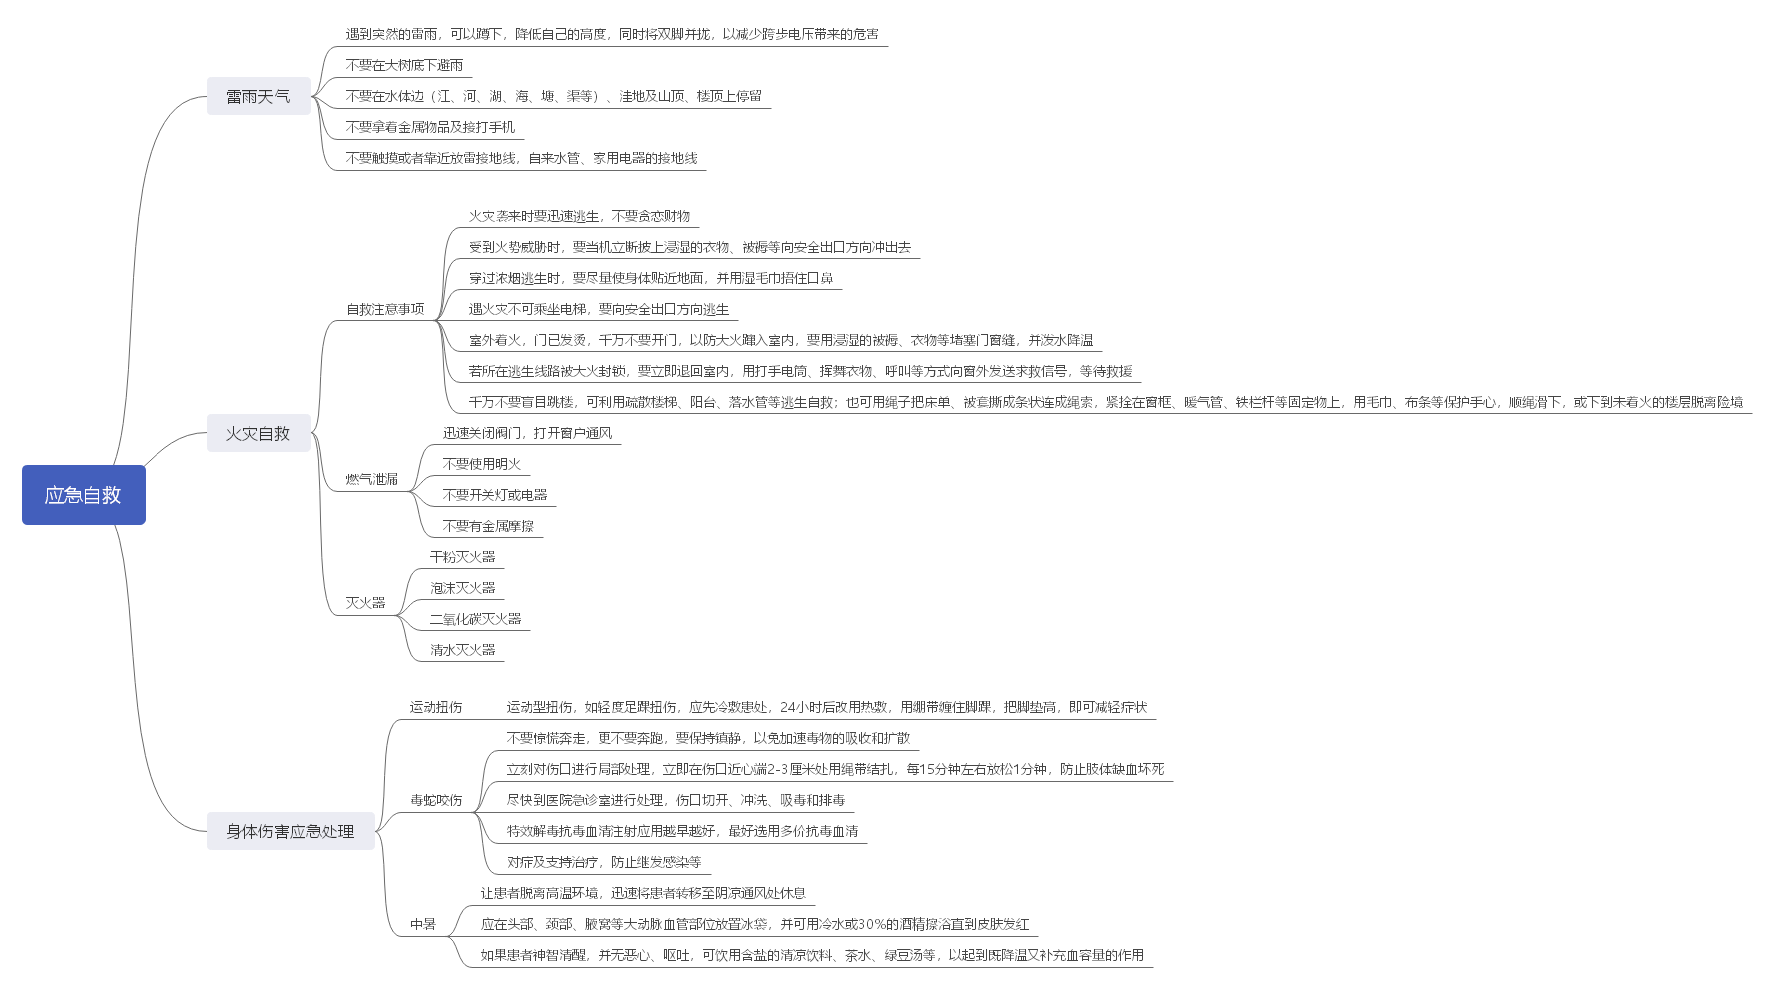 应急自救
雷雨天气
遇到突然的雷雨，可以蹲下，降低自己的高度，同时将双脚并拢，以减少跨步电压带来的危害
不要在大树底下避雨
不要在水体边（江、河、湖、海、塘、渠等）、洼地及山顶、楼顶上停留
不要拿着金属物品及接打手机
不要触摸或者靠近放雷接地线，自来水管、家用电器的接地线
火灾自救
自救注意事项
火灾袭来时要迅速逃生，不要贪恋财物
受到火势威胁时，要当机立断披上浸湿的衣物、被褥等向安全出口方向冲出去
穿过浓烟逃生时，要尽量使身体贴近地面，并用湿毛巾捂住口鼻
遇火灾不可乘坐电梯，要向安全出口方向逃生
室外着火，门已发烫，千万不要开门，以防大火蹿入室内，要用浸湿的被褥、衣物等堵塞门窗缝，并泼水降温
若所在逃生线路被大火封锁，要立即退回室内，用打手电筒、挥舞衣物、呼叫等方式向窗外发送求救信号，等待救援
千万不要盲目跳楼，可利用疏散楼梯、阳台、落水管等逃生自救；也可用绳子把床单、被套撕成条状连成绳索，紧拴在窗框、暖气管、铁栏杆等固定物上，用毛巾、布条等保护手心，顺绳滑下，或下到未着火的楼层脱离险境
燃气泄漏
迅速关闭阀门，打开窗户通风
不要使用明火
不要开关灯或电器
不要有金属摩擦
灭火器
干粉灭火器
泡沫灭火器
二氧化碳灭火器
清水灭火器
身体伤害应急处理
运动扭伤
运动型扭伤，如轻度足踝扭伤，应先冷敷患处，24小时后改用热敷，用绷带缠住脚踝，把脚垫高，即可减轻症状
毒蛇咬伤
不要惊慌奔走，更不要奔跑，要保持镇静，以免加速毒物的吸收和扩散
立刻对伤口进行局部处理，立即在伤口近心端2-3厘米处用绳带结扎，每15分钟左右放松1分钟，防止肢体缺血坏死
尽快到医院急诊室进行处理，伤口切开、冲洗、吸毒和排毒
特效解毒抗毒血清注射应用越早越好，最好选用多价抗毒血清
对症及支持治疗，防止继发感染等
中暑
让患者脱离高温环境，迅速将患者转移至阴凉通风处休息
应在头部、颈部、腋窝等大动脉血管部位放置冰袋，并可用冷水或30%的酒精擦浴直到皮肤发红
如果患者神智清醒，并无恶心、呕吐，可饮用含盐的清凉饮料、茶水、绿豆汤等，以起到既降温又补充血容量的作用